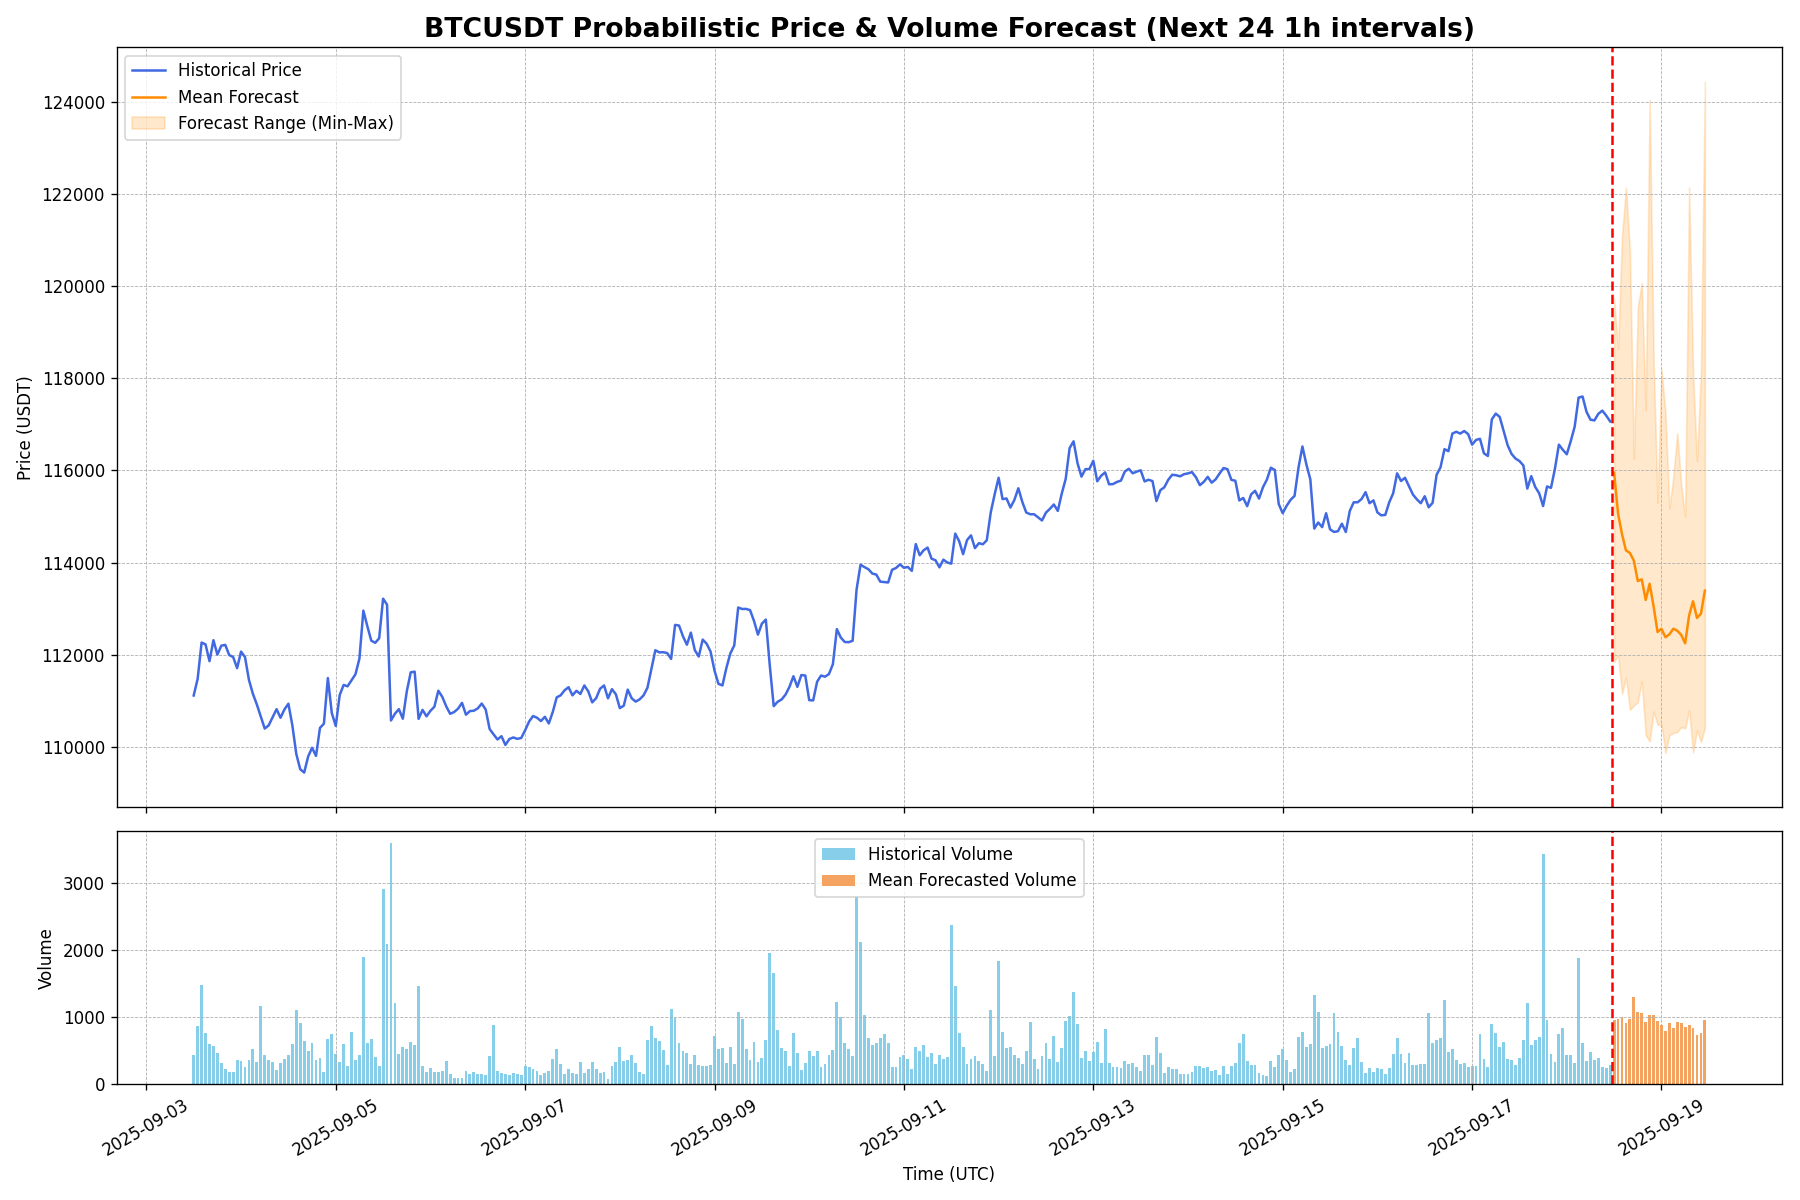 BTCUSDT Probabilistic Price & Volume Forecast (Next 24 1h intervals)
Historical Price
Mean Forecast
Forecast Range (Min-Max)
Price (USDT)
124000
122000
120000
118000
116000
114000
112000
110000
Historical Volume
Mean Forecasted Volume
Volume
3000
2000
1000
0
2025-09-03
2025-09-05
2025-09-07
2025-09-09
2025-09-11
2025-09-13
2025-09-15
2025-09-17
2025-09-19
Time (UTC)